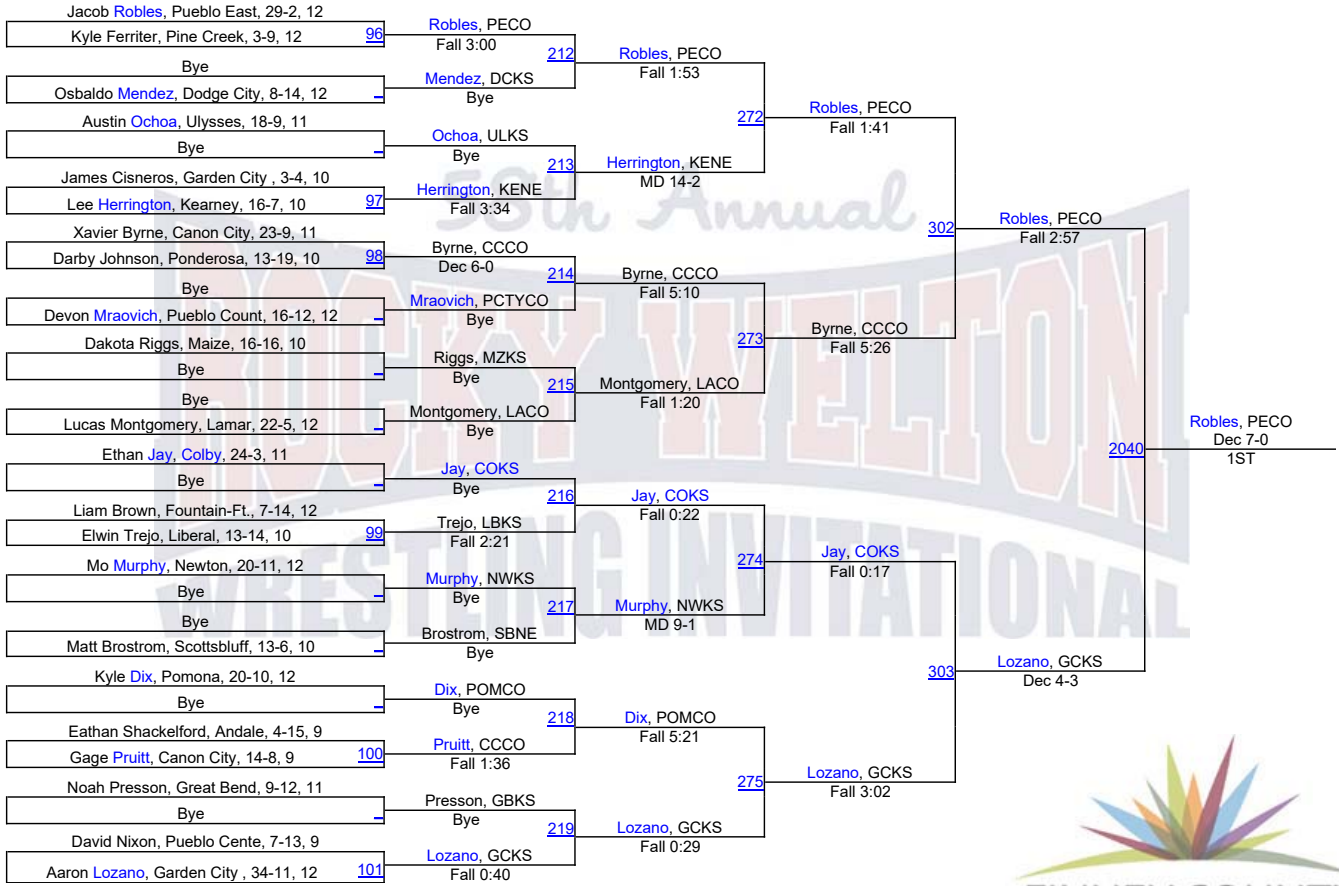 Jacob Robles, Pueblo East, 29-2, 12
Kyle Ferriter, Pine Creek, 3-9, 12
96
Bye
Osbaldo Mendez, Dodge City, 8-14, 12
Austin Ochoa, Ulysses, 18-9, 11
Bye
James Cisneros, Garden City , 3-4, 10
Lee Herrington, Kearney, 16-7, 10
97
Xavier Byrne, Canon City, 23-9, 11
Darby Johnson, Ponderosa, 13-19, 10
98
Bye
Devon Mraovich, Pueblo Count, 16-12, 12
Dakota Riggs, Maize, 16-16, 10
Bye
Bye
Lucas Montgomery, Lamar, 22-5, 12
Ethan Jay, Colby, 24-3, 11
Bye
Liam Brown, Fountain-Ft., 7-14, 12
Elwin Trejo, Liberal, 13-14, 10
99
Mo Murphy, Newton, 20-11, 12
Bye
Bye
Matt Brostrom, Scottsbluff, 13-6, 10
Kyle Dix, Pomona, 20-10, 12
Bye
Eathan Shackelford, Andale, 4-15, 9
Gage Pruitt, Canon City, 14-8, 9
100
Noah Presson, Great Bend, 9-12, 11
Bye
David Nixon, Pueblo Cente, 7-13, 9
Aaron Lozano, Garden City , 34-11, 12
101
Robles, PECO
Fall 3:00
212
Mendez, DCKS
Bye
Ochoa, ULKS
Bye
213
Herrington, KENE
Fall 3:34
Byrne, CCCO
Dec 6-0
214
Mraovich, PCTYCO
Bye
Riggs, MZKS
Bye
215
Montgomery, LACO
Bye
Jay, COKS
Bye
216
Trejo, LBKS
Fall 2:21
Murphy, NWKS
Bye
217
Brostrom, SBNE
Bye
Dix, POMCO
Bye
218
Pruitt, CCCO
Fall 1:36
Presson, GBKS
Bye
219
Lozano, GCKS
Fall 0:40
Robles, PECO
Fall 1:53
272
Herrington, KENE
MD 14-2
Byrne, CCCO
Fall 5:10
273
Montgomery, LACO
Fall 1:20
Jay, COKS
Fall 0:22
274
Murphy, NWKS
MD 9-1
Dix, POMCO
Fall 5:21
275
Lozano, GCKS
Fall 0:29
Robles, PECO
Fall 1:41
302
Byrne, CCCO
Fall 5:26
Jay, COKS
Fall 0:17
303
Lozano, GCKS
Fall 3:02
Robles, PECO
Fall 2:57
2040
Lozano, GCKS
Dec 4-3
Robles, PECO
Dec 7-0
1ST
58th Annual
ROCKY WELTON
WRESTLING INVITATIONAL